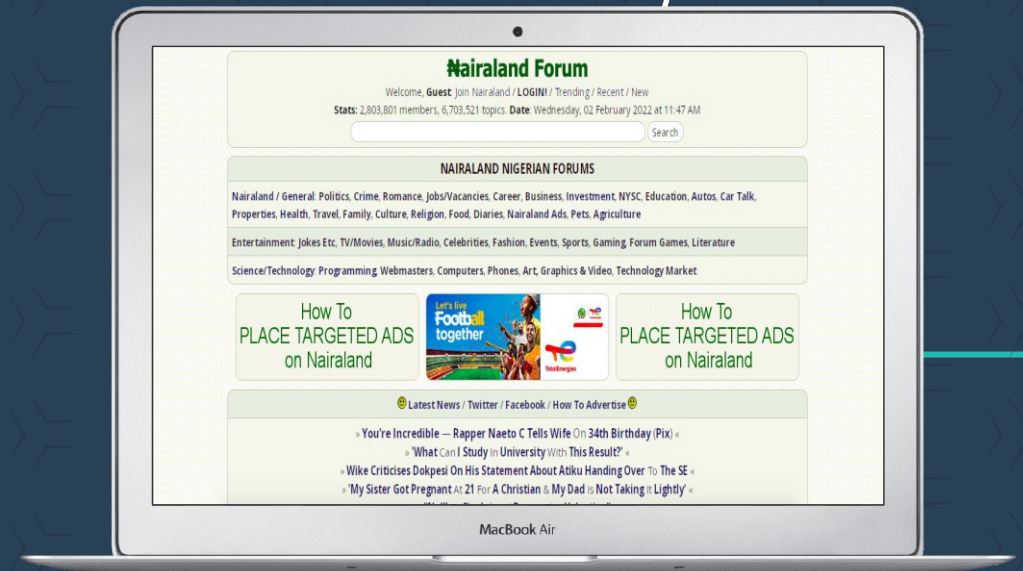 ₦airaland Forum
Welcome, Guest: Join Nairaland / LOGIN! / Trending / Recent / New
Stats: 2,803,801 members, 6,703,521 topics. Date: Wednesday, 02 February 2022 at 11:47 AM
Search
NAIRALAND NIGERIAN FORUMS
Nairaland / General: Politics, Crime, Romance, Jobs/Vacancies, Career, Business, Investment, NYSC, Education, Autos, Car Talk,
Properties, Health, Travel, Family, Culture, Religion, Food, Diaries, Nairaland Ads, Pets, Agriculture
Entertainment: Jokes Etc, TV/Movies, Music/Radio, Celebrities, Fashion, Events, Sports, Gaming, Forum Games, Literature
Science/Technology: Programming, Webmasters, Computers, Phones, Art, Graphics & Video, Technology Market
How To
PLACE TARGETED ADS
on Nairaland
Let's live
Football
together
TotalEnergies
How To
PLACE TARGETED ADS
on Nairaland
Latest News / Twitter / Facebook / How To Advertise
» You're Incredible — Rapper Naeto C Tells Wife On 34th Birthday (Pix) «
» 'What Can I Study In University With This Result?' «
» Wike Criticises Dokpesi On His Statement About Atiku Handing Over To The SE «
» 'My Sister Got Pregnant At 21 For A Christian & My Dad Is Not Taking It Lightly' «
MacBook Air